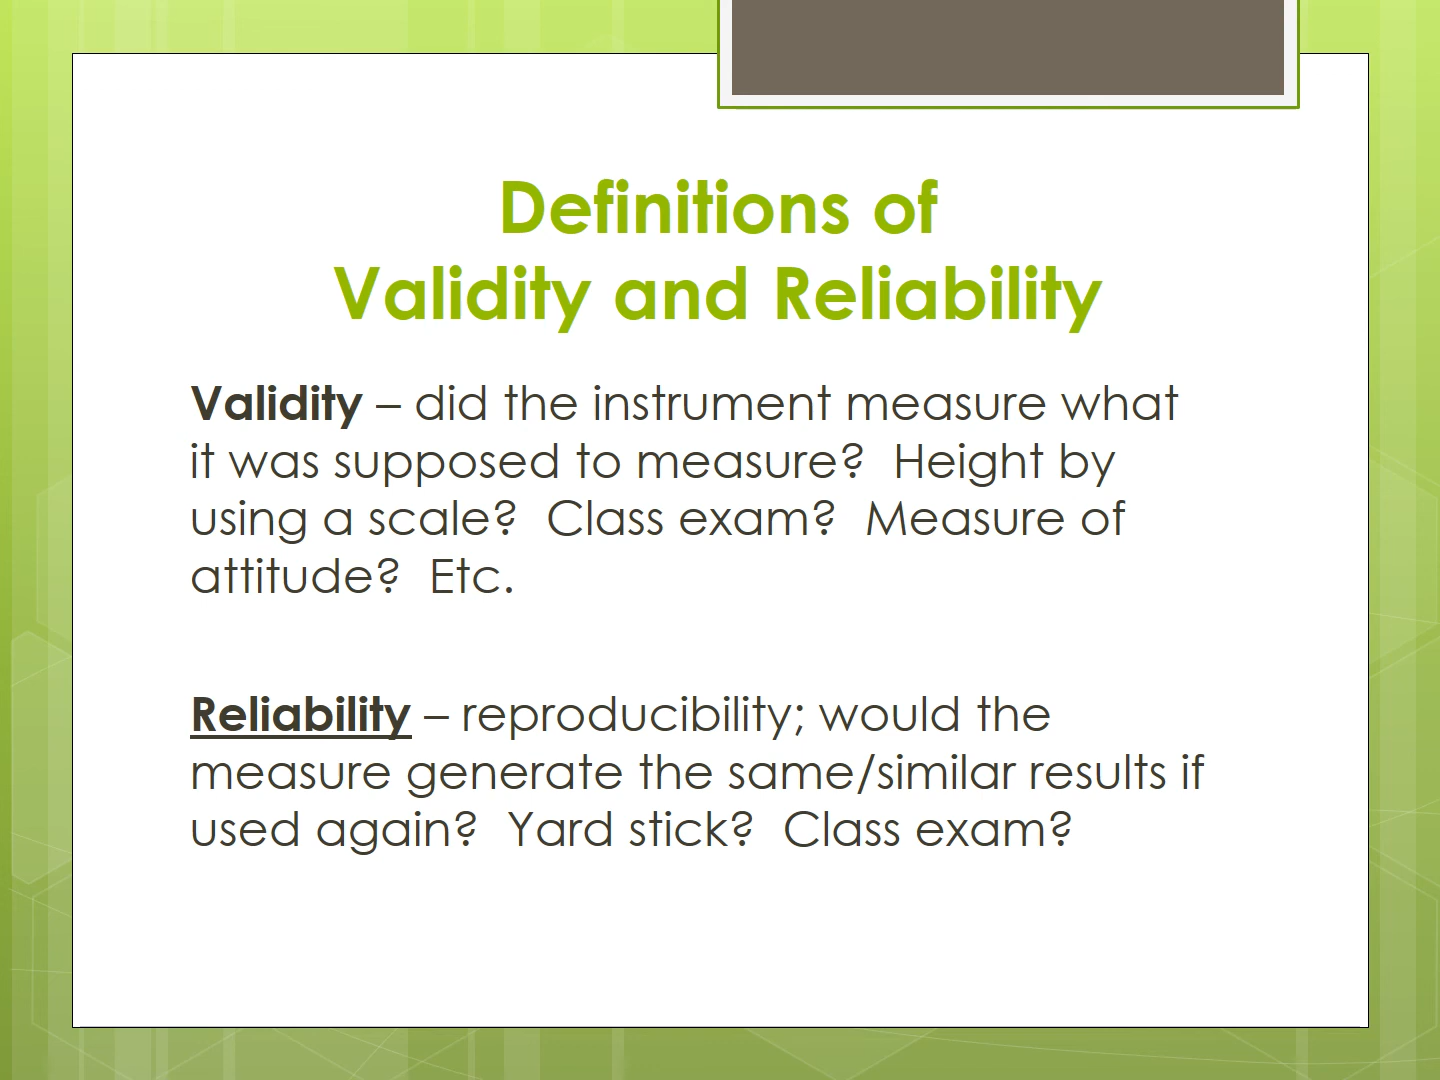 Definitions of
Validity and Reliability
Validity – did the instrument measure what
it was supposed to measure?  Height by
using a scale?  Class exam?  Measure of
attitude?  Etc.
Reliability – reproducibility; would the
measure generate the same/similar results if
used again?  Yard stick?  Class exam?